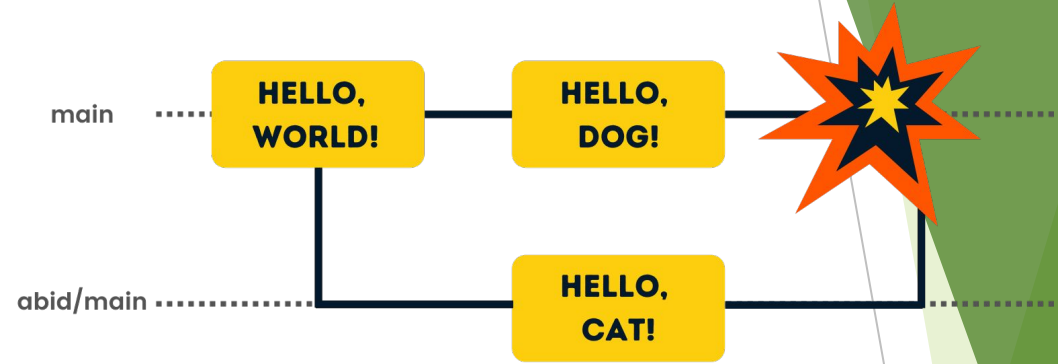 main
HELLO,
WORLD!
HELLO,
DOG!
abid/main
HELLO,
CAT!